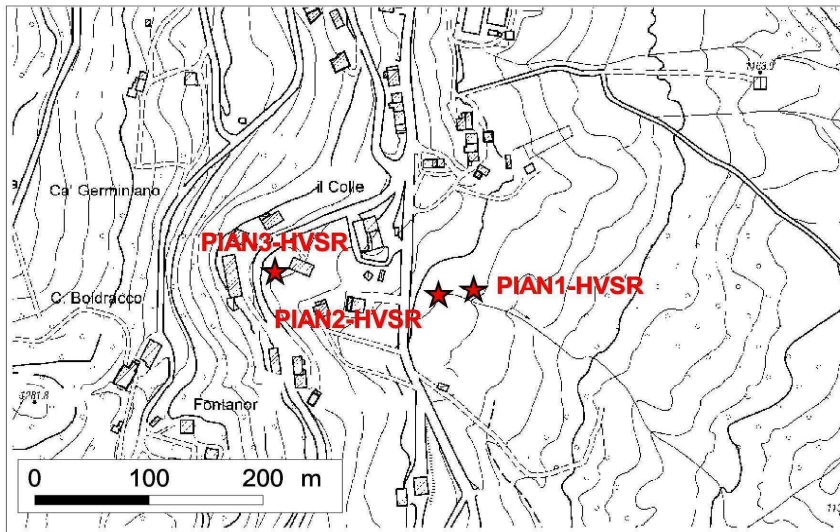 Ca' Germiniano
il Colle
PIAN3-HVSR
PIAN1-HVSR
C. Boldracco
PIAN2-HVSR
Fontanor
0 100 200 m